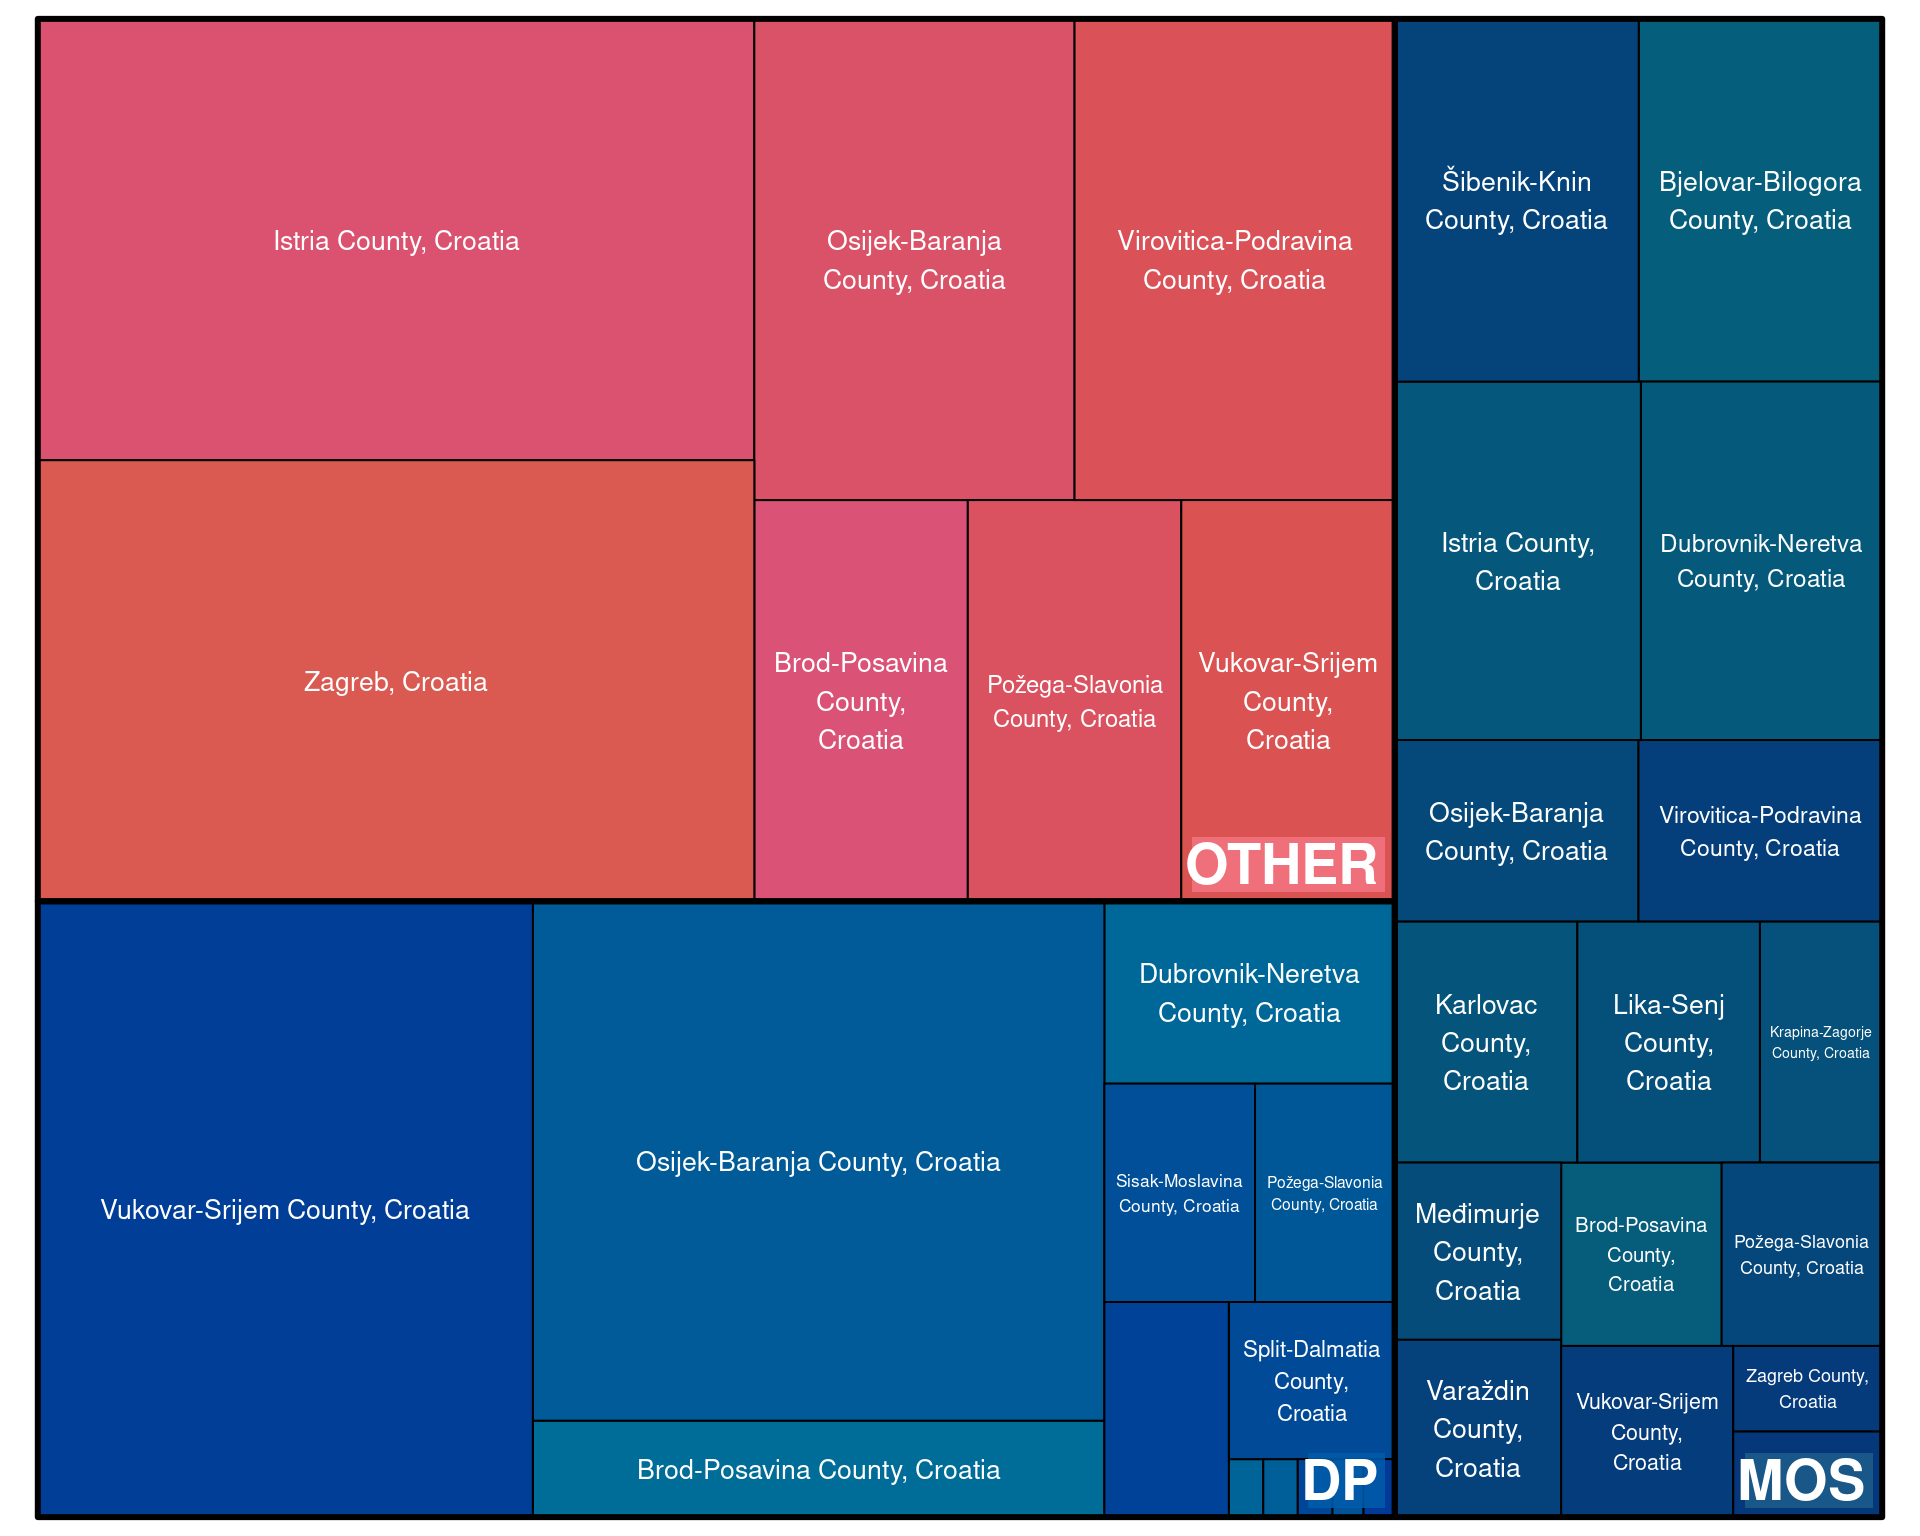 Istria County, Croatia
Osijek-Baranja
County, Croatia
Virovitica-Podravina
County, Croatia
Zagreb, Croatia
Brod-Posavina
County,
Croatia
Požega-Slavonia
County, Croatia
Vukovar-Srijem
County,
Croatia
OTHER
Vukovar-Srijem County, Croatia
Osijek-Baranja County, Croatia
Brod-Posavina County, Croatia
Dubrovnik-Neretva
County, Croatia
Sisak-Moslavina
County, Croatia
Požega-Slavonia
County, Croatia
Split-Dalmatia
County,
Croatia
DP
Šibenik-Knin
County, Croatia
Bjelovar-Bilogora
County, Croatia
Istria County,
Croatia
Dubrovnik-Neretva
County, Croatia
Osijek-Baranja
County, Croatia
Virovitica-Podravina
County, Croatia
Karlovac
County,
Croatia
Lika-Senj
County,
Croatia
Krapina-Zagorje
County, Croatia
Međimurje
County,
Croatia
Brod-Posavina
County,
Croatia
Požega-Slavonia
County, Croatia
Varaždin
County,
Croatia
Vukovar-Srijem
County,
Croatia
Zagreb County,
Croatia
MOS